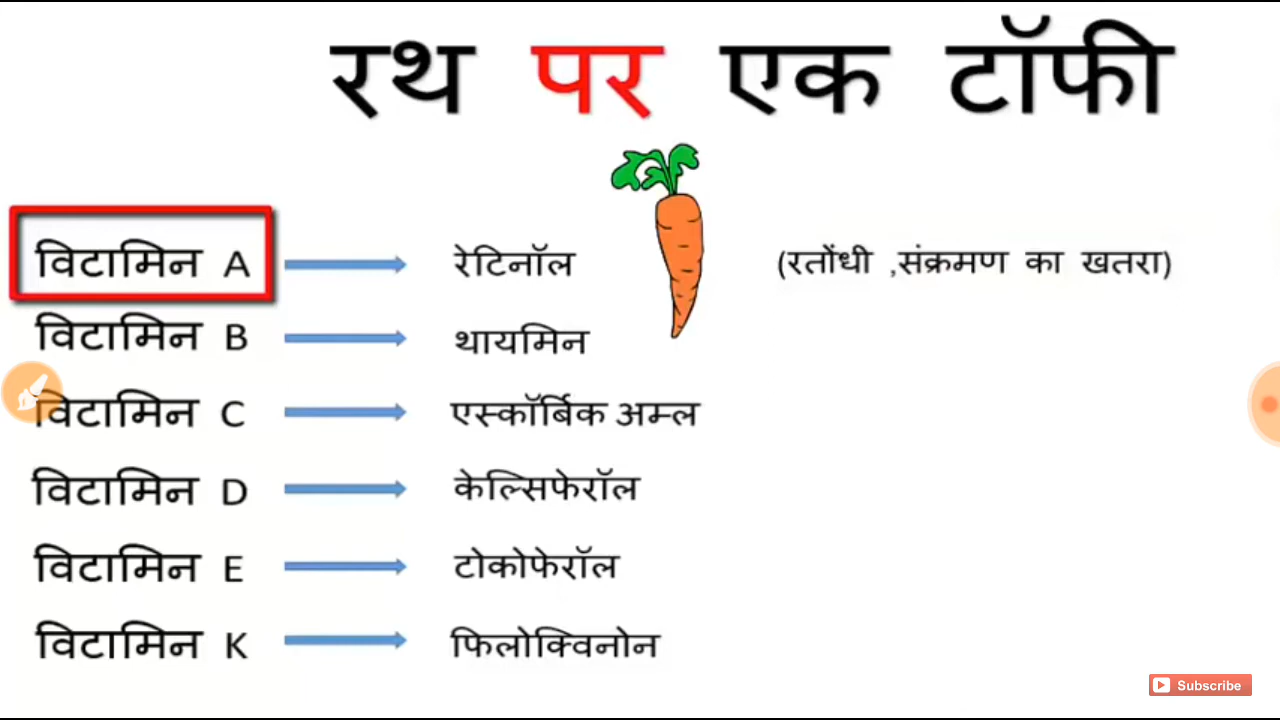 रथ पर एक टॉफी
विटामिन A रेटिनॉल (रतोंधी ,संक्रमण का खतरा)
विटामिन B थायमिन
विटामिन C एस्कॉर्बिक अम्ल
विटामिन D केल्सिफेरॉल
विटामिन E टोकोफेरॉल
विटामिन K फिलोक्विनोन
Subscribe